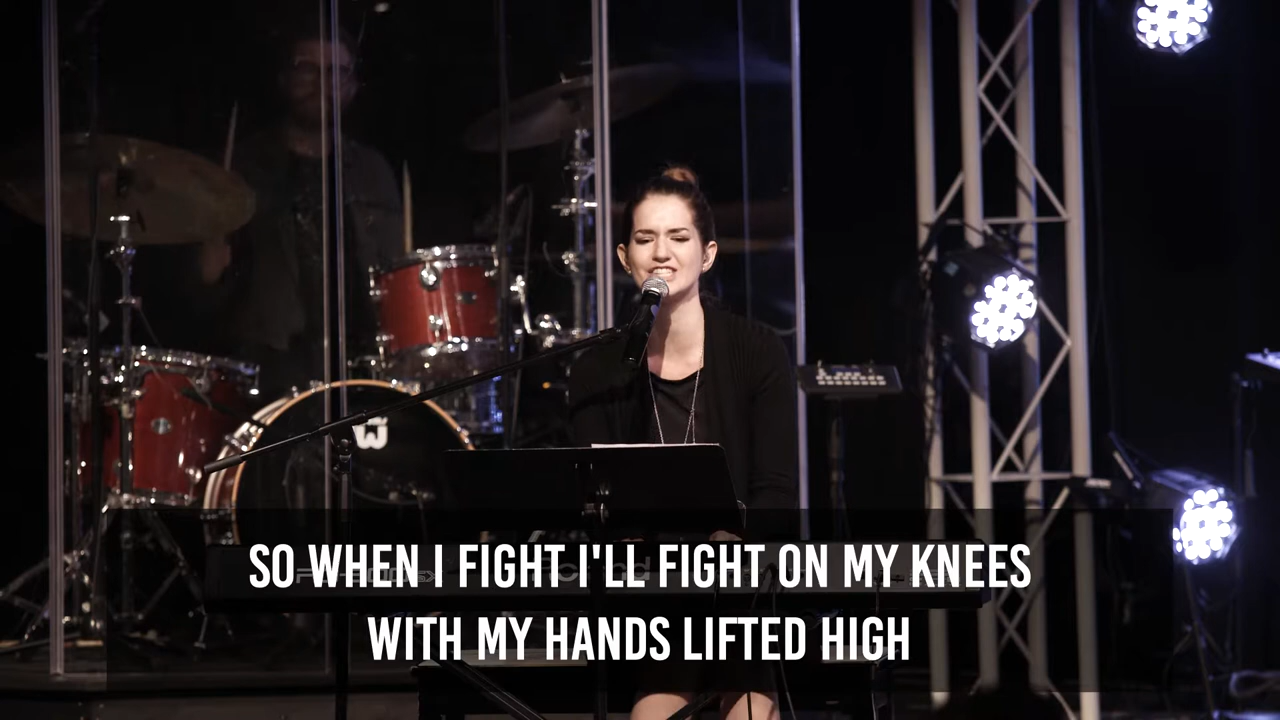 SO WHEN I FIGHT I'LL FIGHT ON MY KNEES
WITH MY HANDS LIFTED HIGH